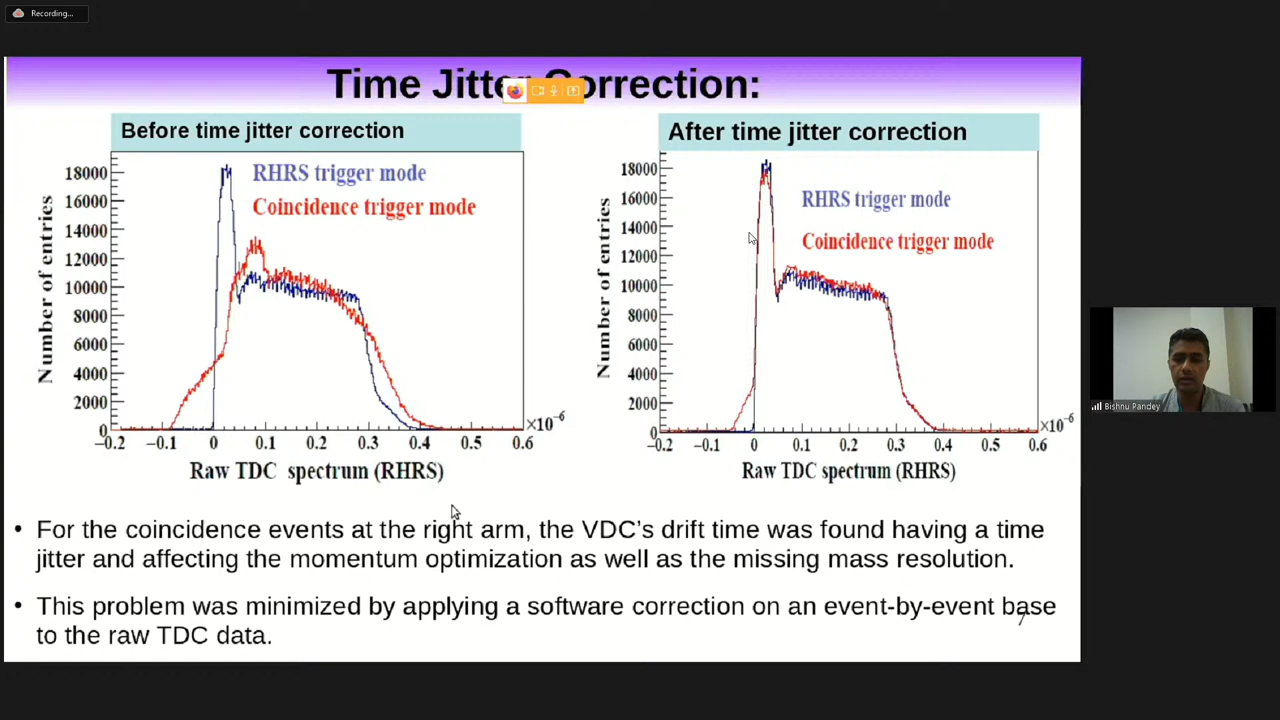 Recording...
Time Jitter Correction:
Before time jitter correction
RHRS trigger mode
Coincidence trigger mode
Number of entries
18000
16000
14000
12000
10000
8000
6000
4000
2000
0
−0.2 −0.1 0 0.1 0.2 0.3 0.4 0.5 0.6
×10⁻⁶
Raw TDC spectrum (RHRS)
After time jitter correction
RHRS trigger mode
Coincidence trigger mode
Number of entries
18000
16000
14000
12000
10000
8000
6000
4000
2000
0
−0.2 −0.1 0 0.1 0.2 0.3 0.4 0.5 0.6
×10⁻⁶
Raw TDC spectrum (RHRS)
Bishnu Pandey
• For the coincidence events at the right arm, the VDC's drift time was found having a time
jitter and affecting the momentum optimization as well as the missing mass resolution.
• This problem was minimized by applying a software correction on an event-by-event base
to the raw TDC data.
7